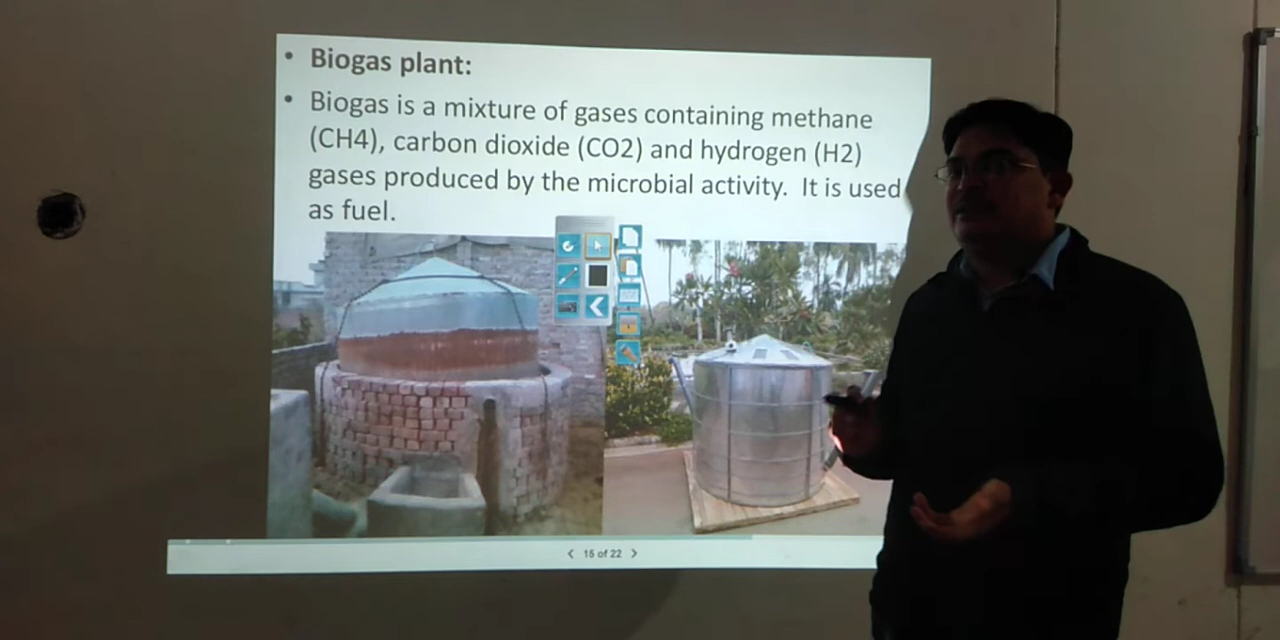 • Biogas plant:
• Biogas is a mixture of gases containing methane
(CH4), carbon dioxide (CO2) and hydrogen (H2)
gases produced by the microbial activity. It is used
as fuel.
15 of 22